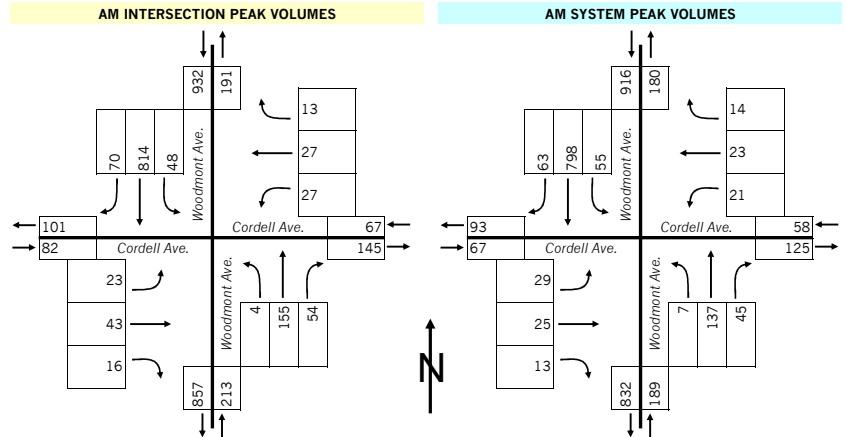 AM INTERSECTION PEAK VOLUMES
932 191
13
27
27
70 814 48
Woodmont Ave.
Cordell Ave.
101
82
67
145
Cordell Ave.
23
43
16
Woodmont Ave.
4 155 54
857 213
N
AM SYSTEM PEAK VOLUMES
916 180
14
23
21
63 798 55
Woodmont Ave.
Cordell Ave.
93
67
58
125
Cordell Ave.
29
25
13
Woodmont Ave.
7 137 45
832 189